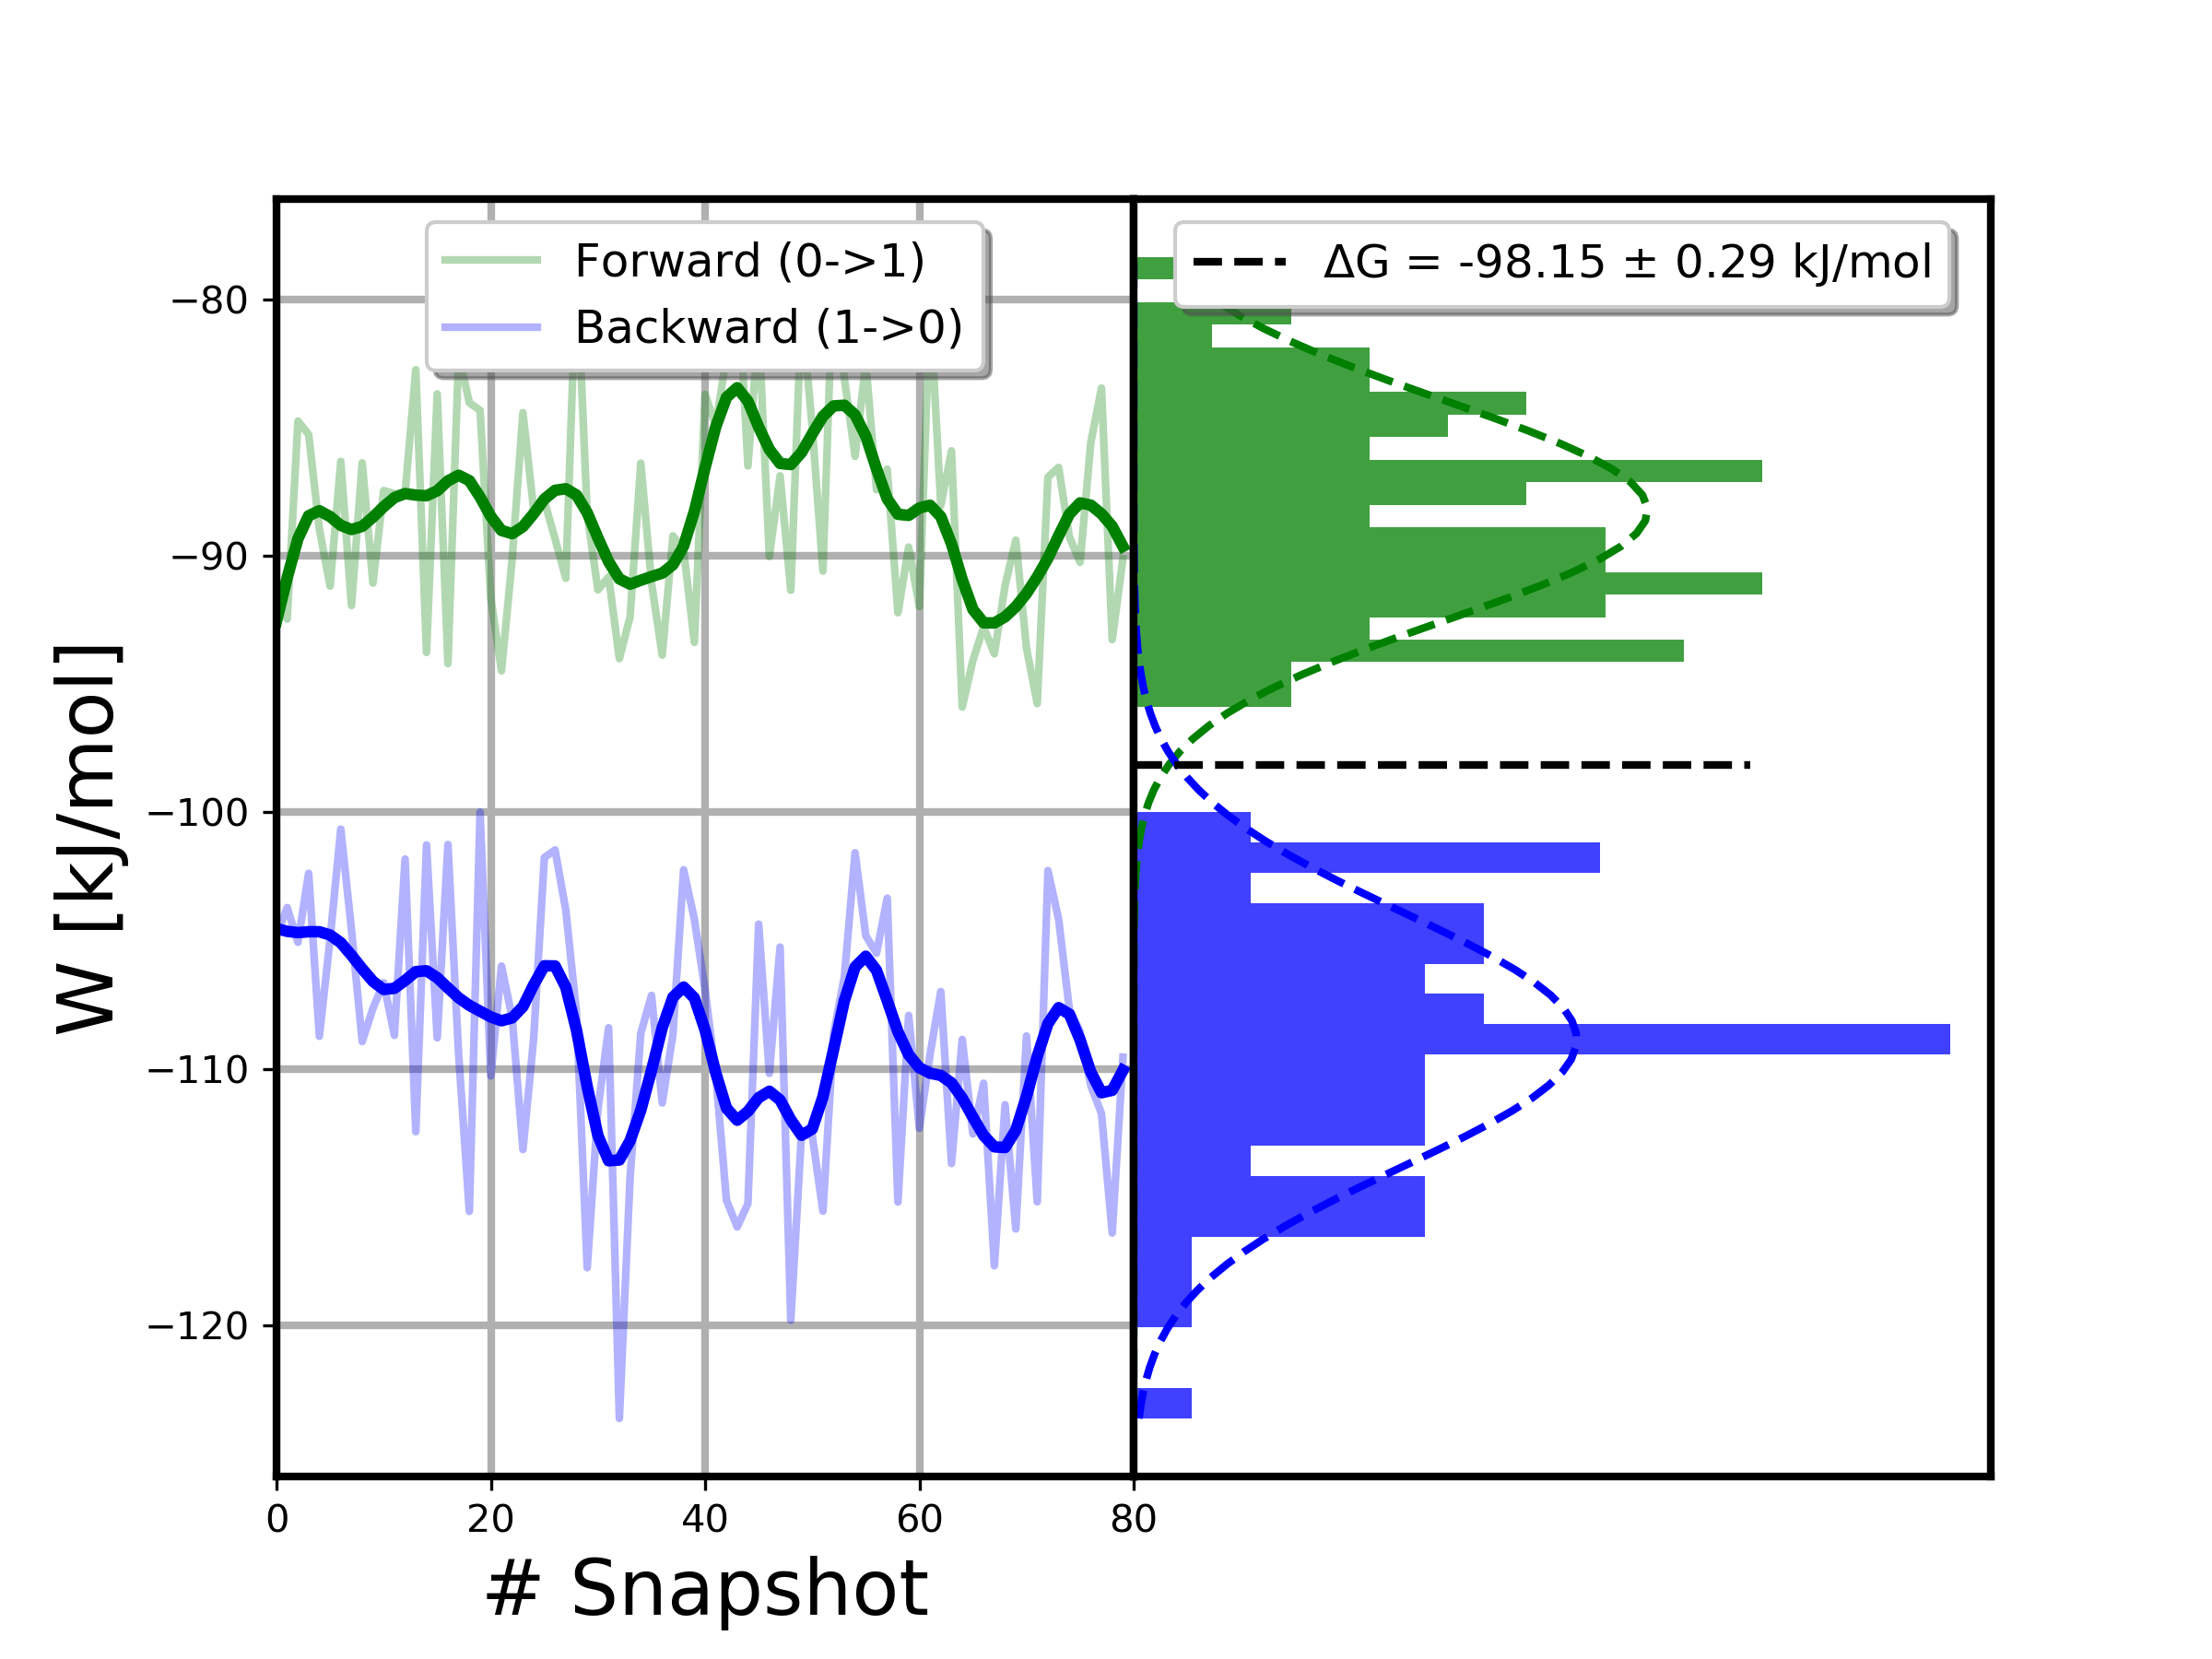 Forward (0->1)
Backward (1->0)
ΔG = -98.15 ± 0.29 kJ/mol
W [kJ/mol]
−80
−90
−100
−110
−120
0 20 40 60 80
# Snapshot